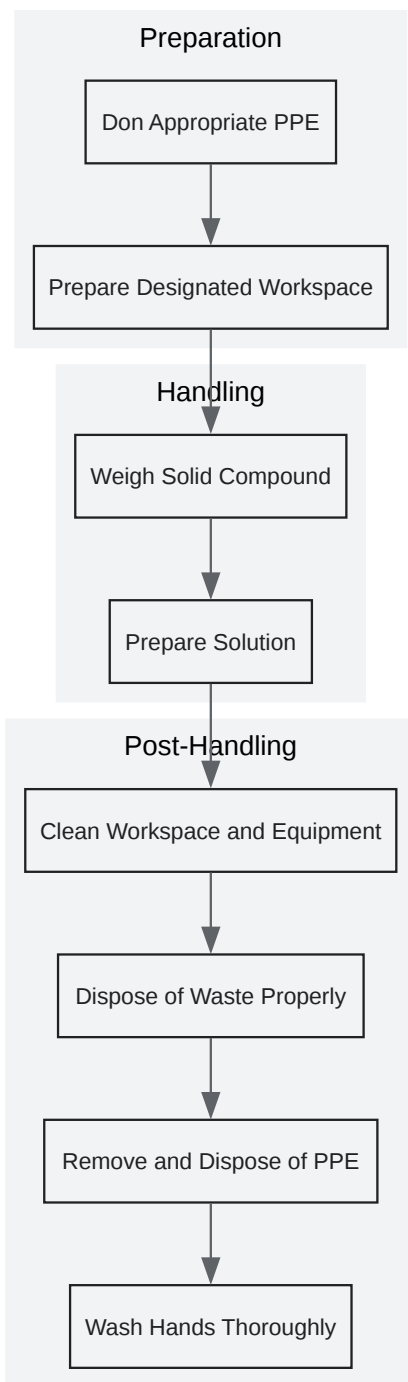 Preparation
Don Appropriate PPE
Prepare Designated Workspace
Handling
Weigh Solid Compound
Prepare Solution
Post-Handling
Clean Workspace and Equipment
Dispose of Waste Properly
Remove and Dispose of PPE
Wash Hands Thoroughly